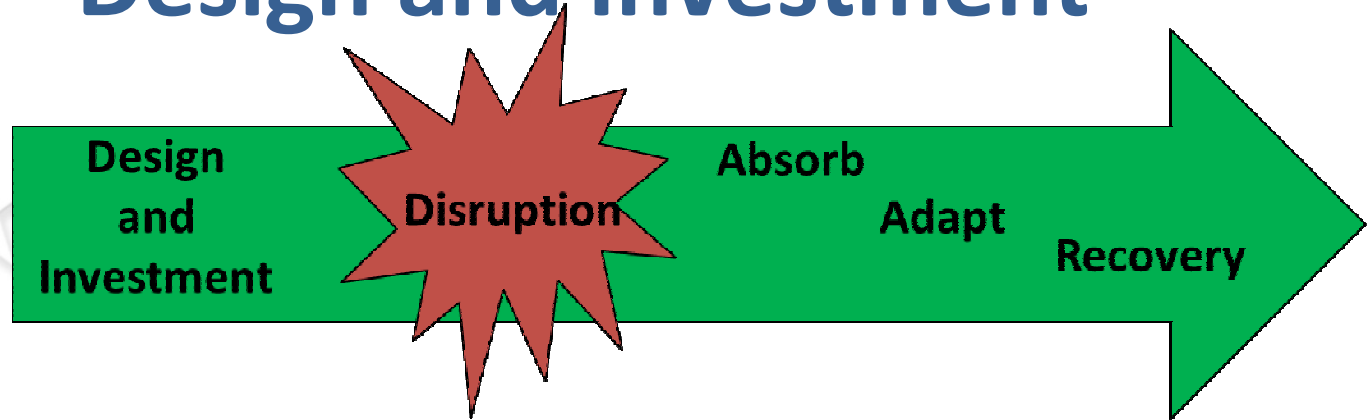 Design and Investment
Design
and
Investment
Disruption
Absorb
Adapt
Recovery